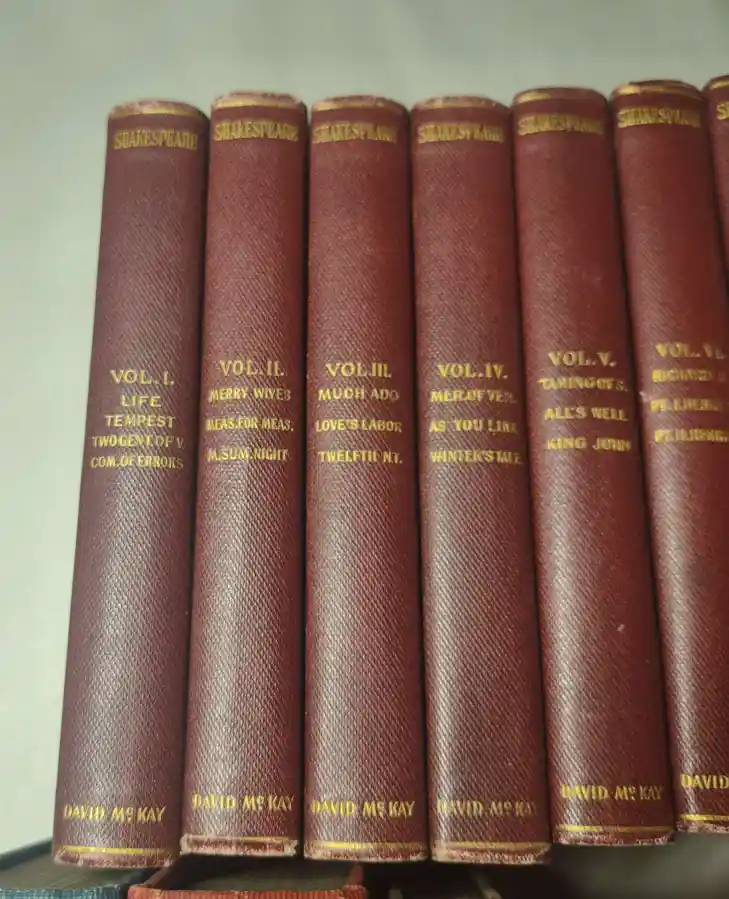 SHAKESPEARE
VOL. I.
LIFE
TEMPEST
TWO GENT. OF V.
COM. OF ERRORS
DAVID McKAY
SHAKESPEARE
VOL. II.
MERRY WIVES
MEAS. FOR MEAS.
M. SUM. NIGHT
DAVID McKAY
SHAKESPEARE
VOL. III.
MUCH ADO
LOVE'S LABOR
TWELFTH NT.
DAVID McKAY
SHAKESPEARE
VOL. IV.
MER. OF VEN.
AS YOU LIKE
WINTER'S TALE
DAVID McKAY
SHAKESPEARE
VOL. V.
TAMING OF S.
ALL'S WELL
KING JOHN
DAVID McKAY
SHAKESPEARE
VOL. VI.
RICHARD
DAVID